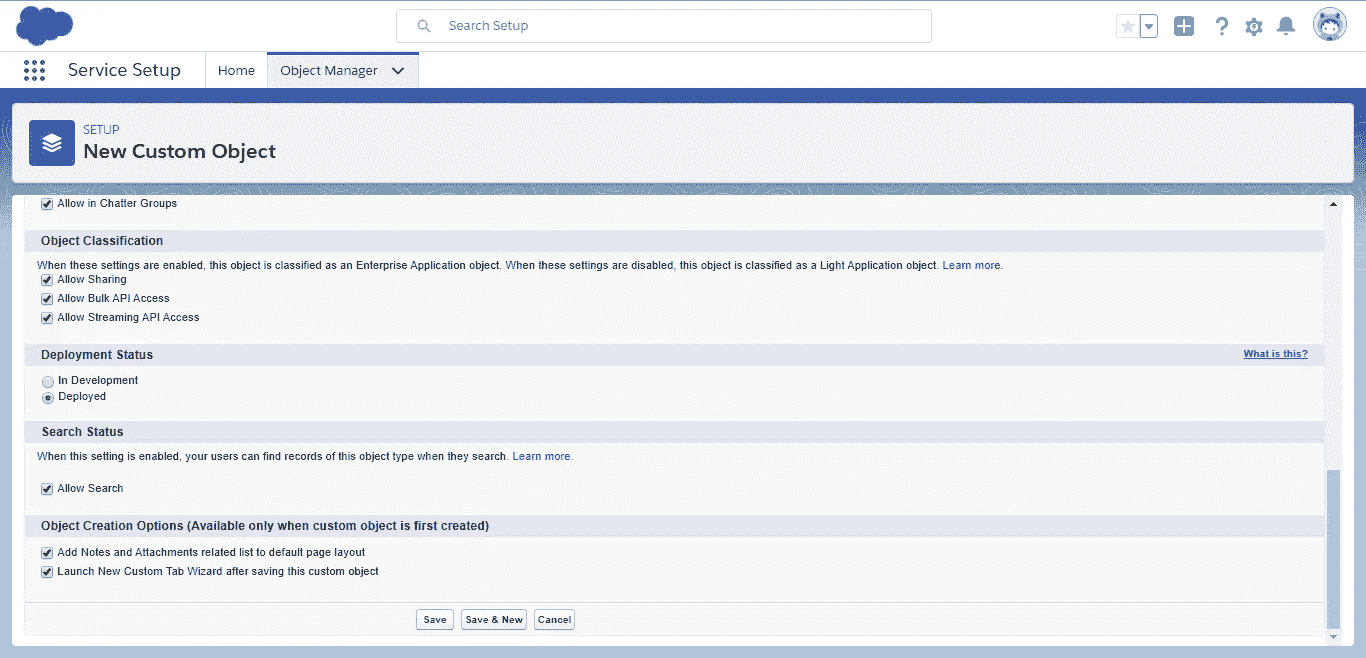 Search Setup
Service Setup
Home
Object Manager
SETUP
New Custom Object
Allow in Chatter Groups
Object Classification
When these settings are enabled, this object is classified as an Enterprise Application object. When these settings are disabled, this object is classified as a Light Application object. Learn more.
Allow Sharing
Allow Bulk API Access
Allow Streaming API Access
Deployment Status
What is this?
In Development
Deployed
Search Status
When this setting is enabled, your users can find records of this object type when they search. Learn more.
Allow Search
Object Creation Options (Available only when custom object is first created)
Add Notes and Attachments related list to default page layout
Launch New Custom Tab Wizard after saving this custom object
Save
Save & New
Cancel